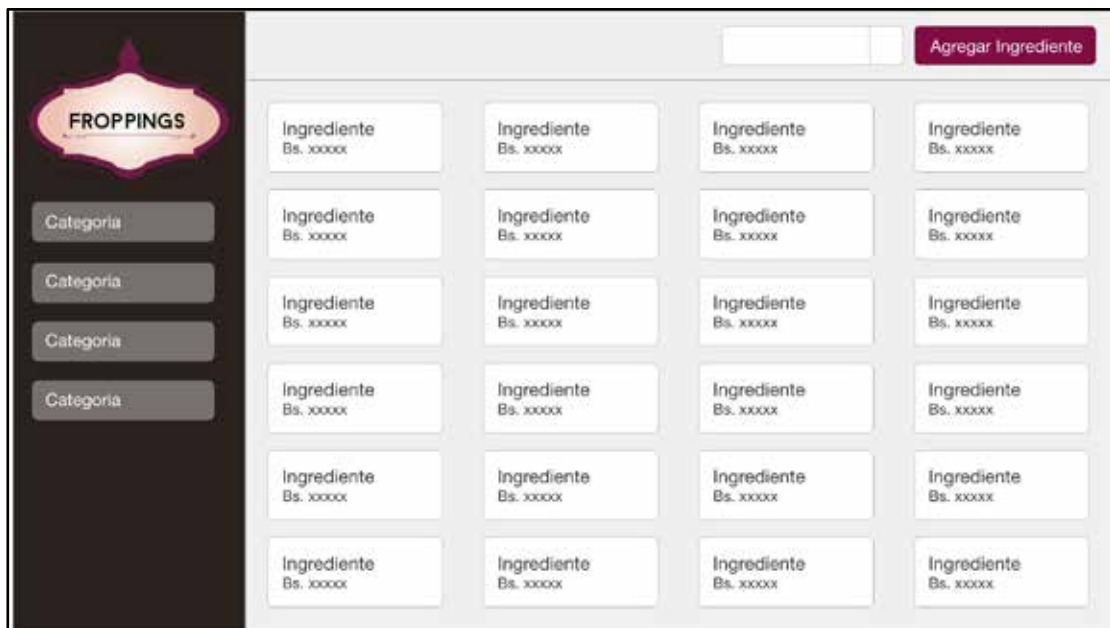 FROPPINGS
Categoria
Categoria
Categoria
Categoria
Agregar Ingrediente
Ingrediente
Bs. xxxxx
Ingrediente
Bs. xxxxx
Ingrediente
Bs. xxxxx
Ingrediente
Bs. xxxxx
Ingrediente
Bs. xxxxx
Ingrediente
Bs. xxxxx
Ingrediente
Bs. xxxxx
Ingrediente
Bs. xxxxx
Ingrediente
Bs. xxxxx
Ingrediente
Bs. xxxxx
Ingrediente
Bs. xxxxx
Ingrediente
Bs. xxxxx
Ingrediente
Bs. xxxxx
Ingrediente
Bs. xxxxx
Ingrediente
Bs. xxxxx
Ingrediente
Bs. xxxxx
Ingrediente
Bs. xxxxx
Ingrediente
Bs. xxxxx
Ingrediente
Bs. xxxxx
Ingrediente
Bs. xxxxx
Ingrediente
Bs. xxxxx
Ingrediente
Bs. xxxxx
Ingrediente
Bs. xxxxx
Ingrediente
Bs. xxxxx